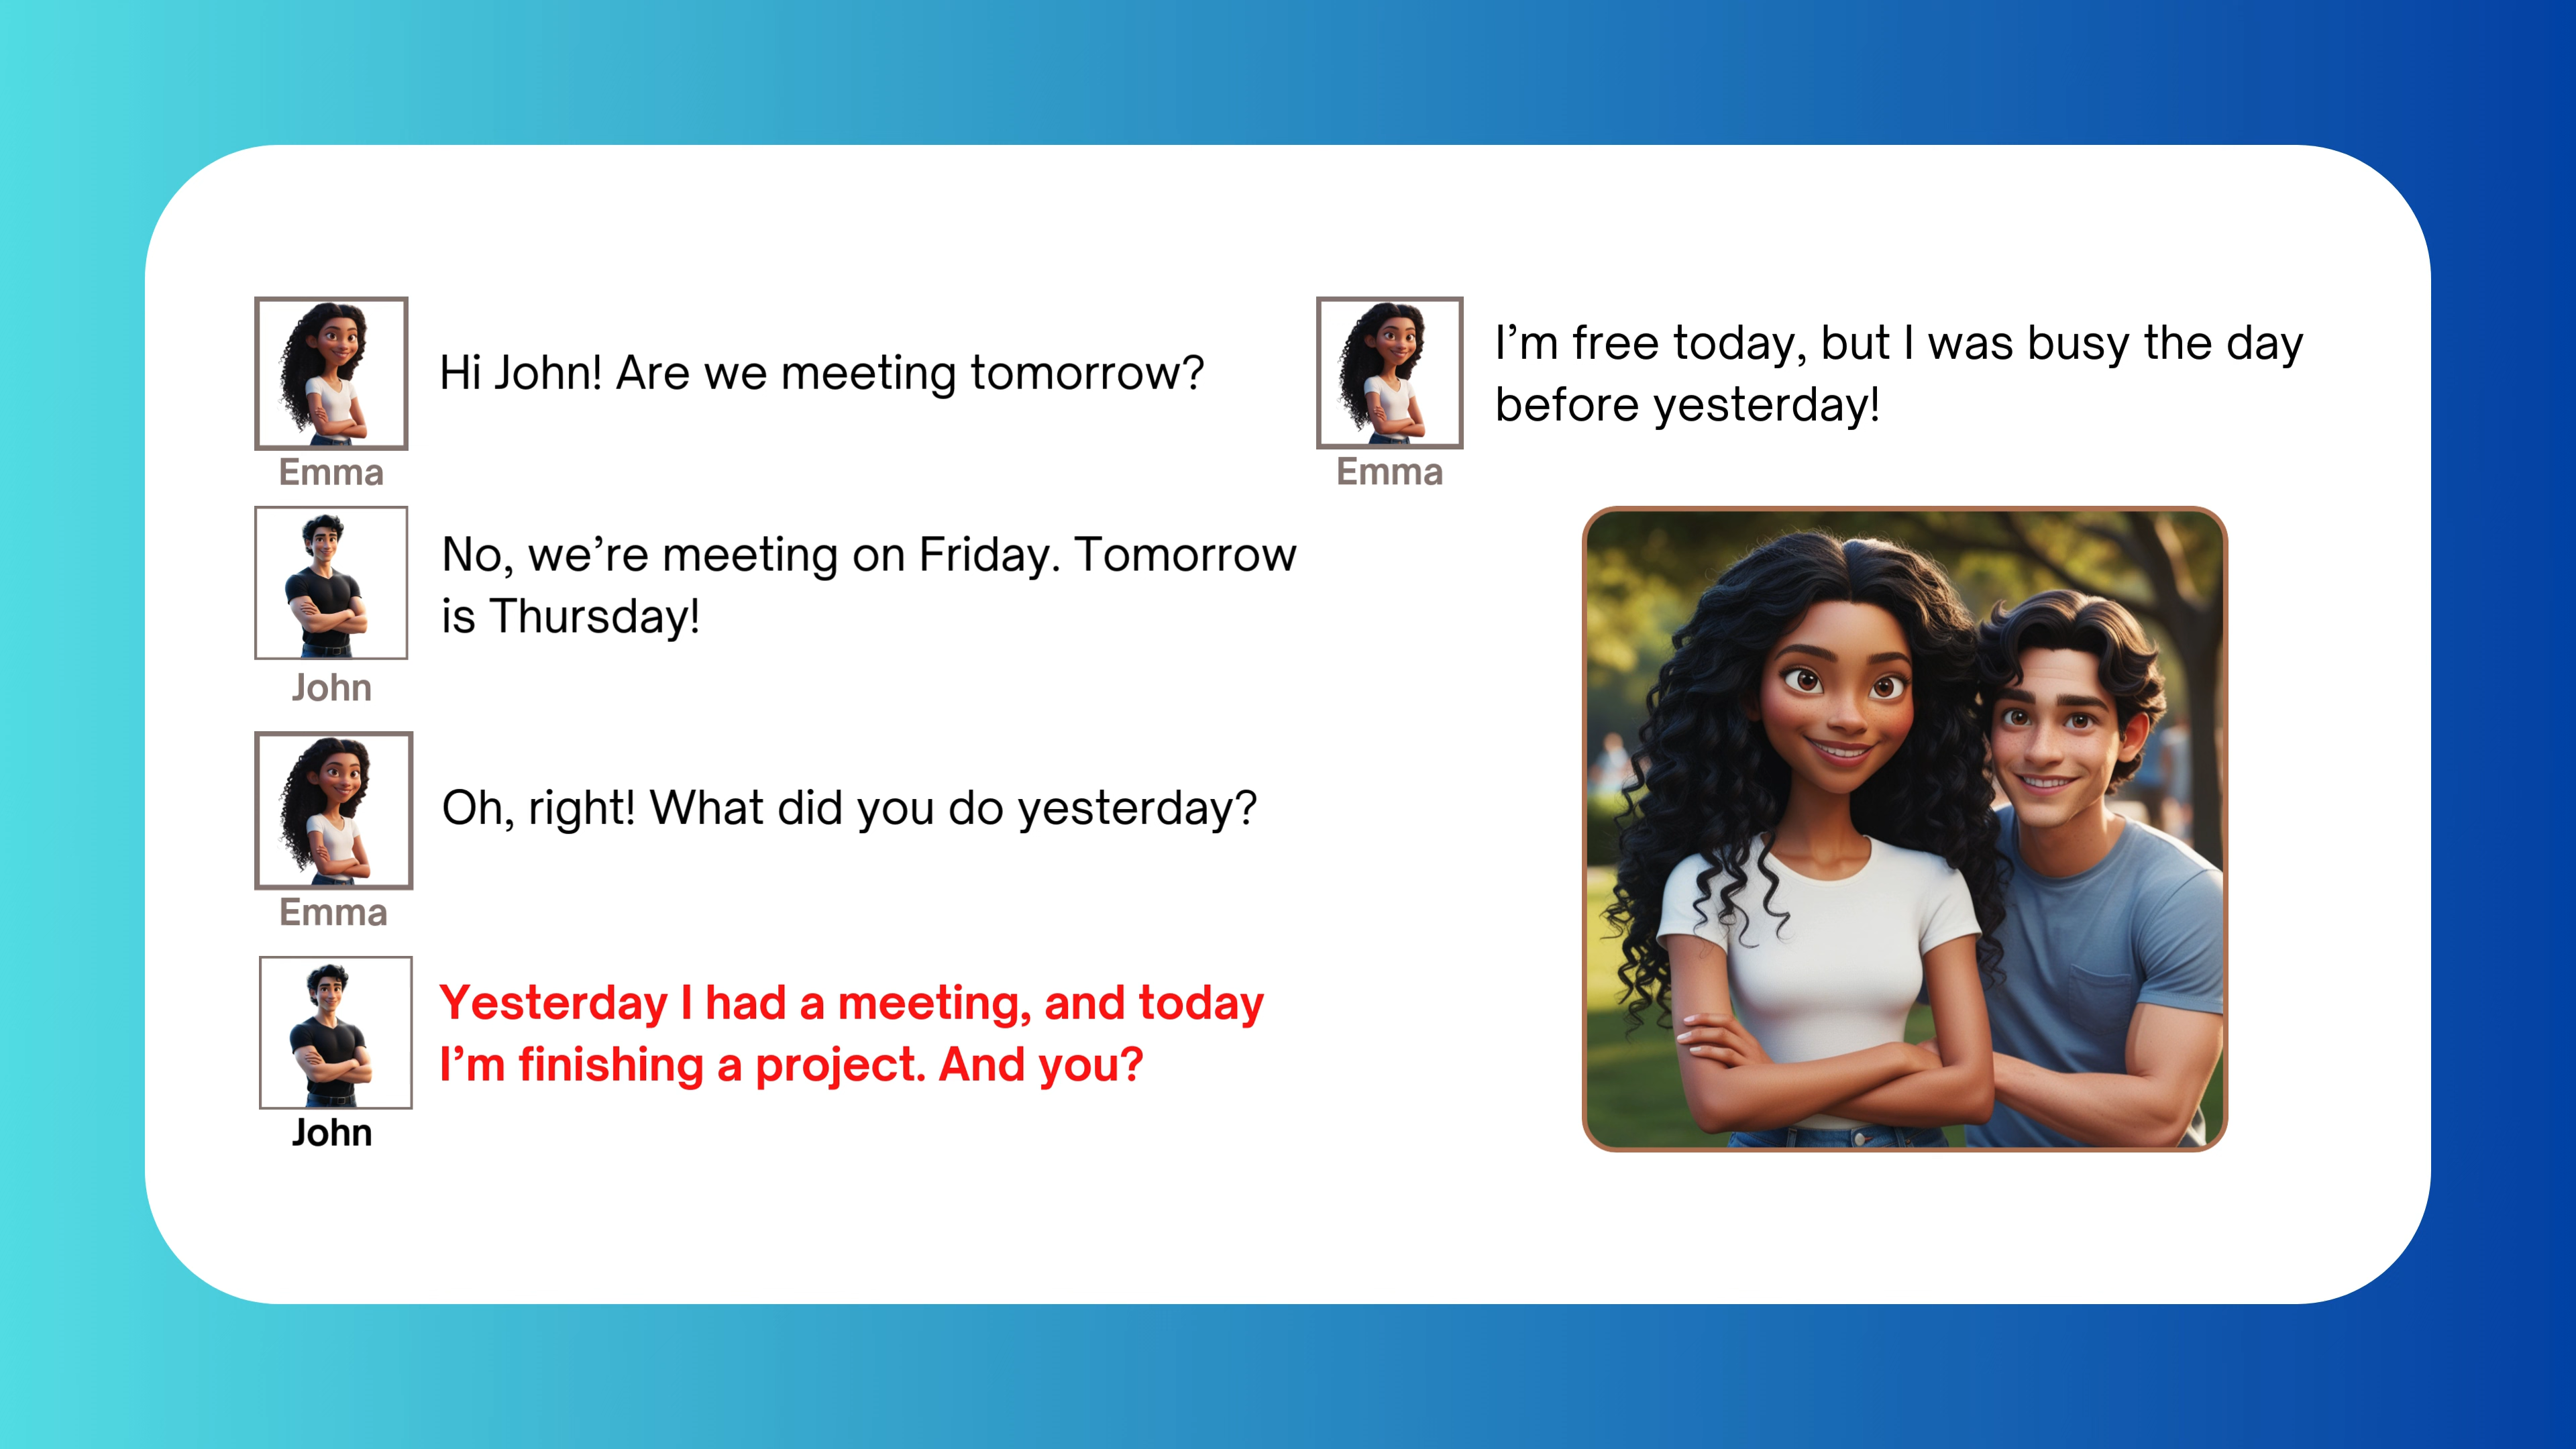 Hi John! Are we meeting tomorrow?
Emma
No, we’re meeting on Friday. Tomorrow
is Thursday!
John
Oh, right! What did you do yesterday?
Emma
Yesterday I had a meeting, and today
I’m finishing a project. And you?
John
I’m free today, but I was busy the day
before yesterday!
Emma